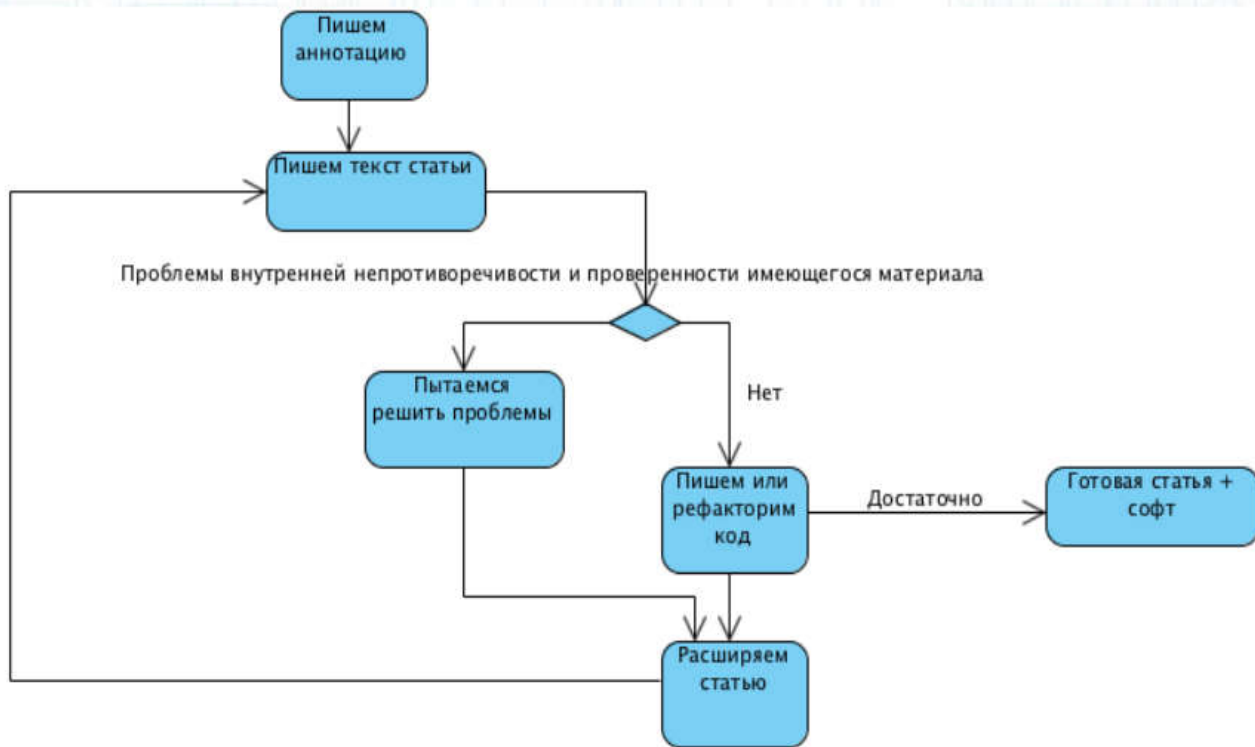 Пишем
аннотацию
Пишем текст статьи
Проблемы внутренней непротиворечивости и проверенности имеющегося материала
Пытаемся
решить проблемы
Нет
Пишем или
рефакторим
код
Достаточно
Готовая статья +
софт
Расширяем
статью